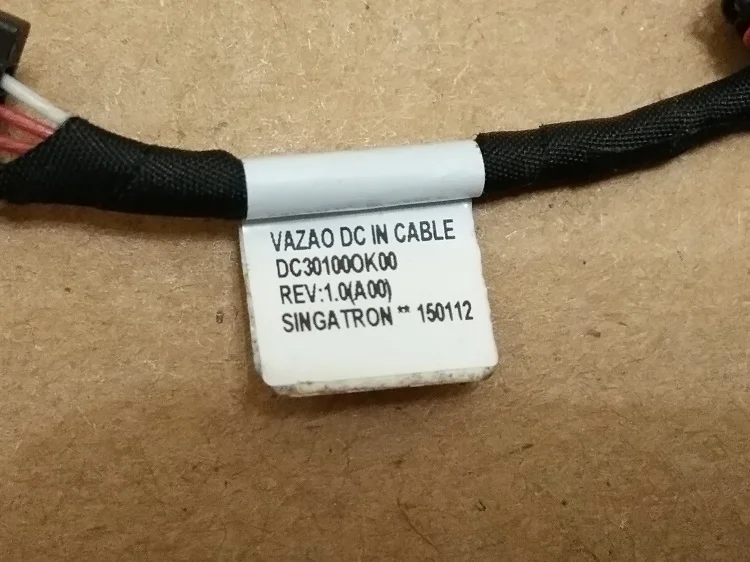 VAZAO DC IN CABLE
DC30100OK00
REV:1.0(A00)
SINGATRON ** 150112